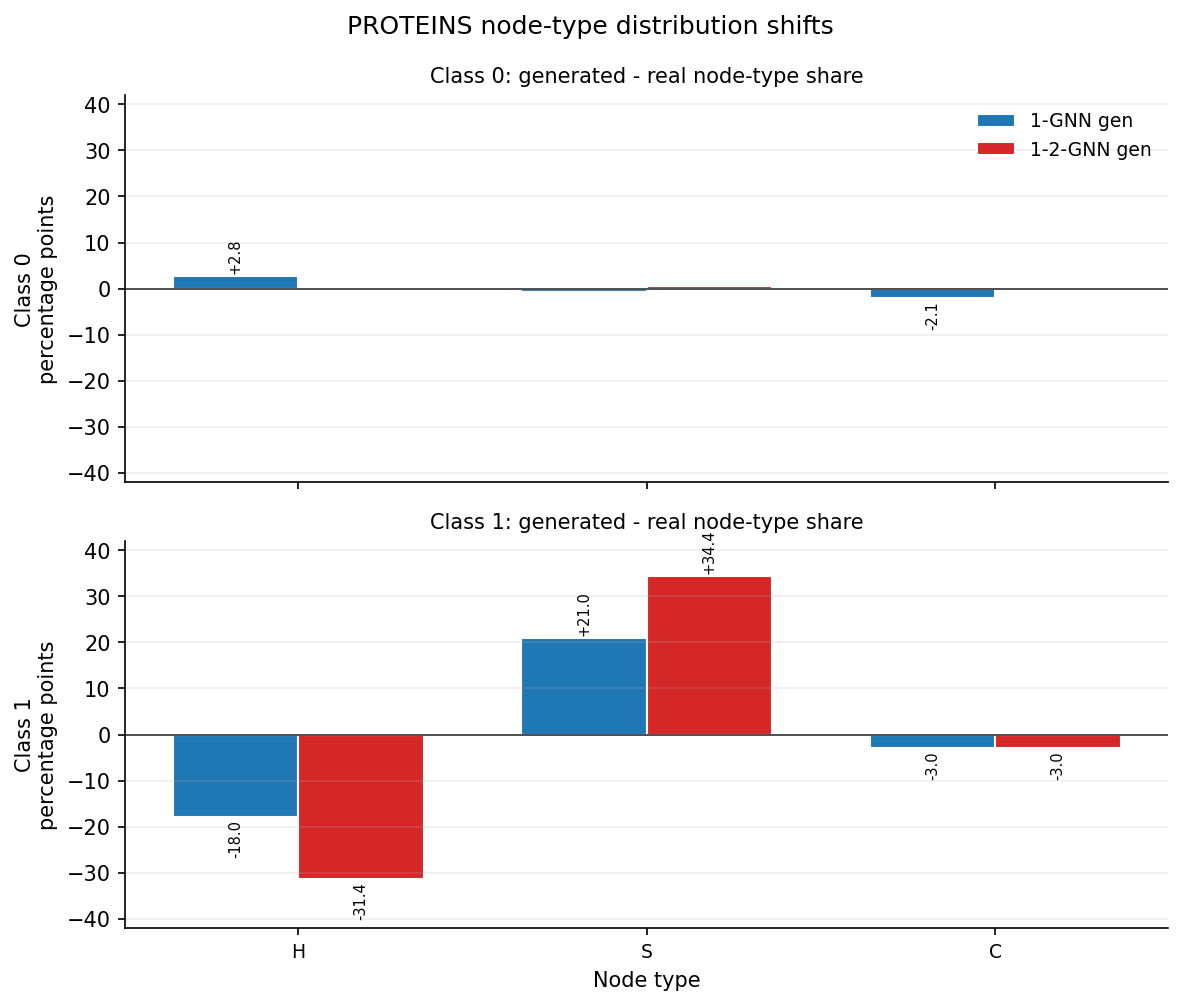 PROTEINS node-type distribution shifts
Class 0: generated - real node-type share
1-GNN gen
1-2-GNN gen
Class 0
percentage points
40
30
20
10
0
−10
−20
−30
−40
+2.8
-2.1
Class 1: generated - real node-type share
Class 1
percentage points
40
30
20
10
0
−10
−20
−30
−40
-18.0
-31.4
+21.0
+34.4
-3.0
-3.0
H
S
C
Node type